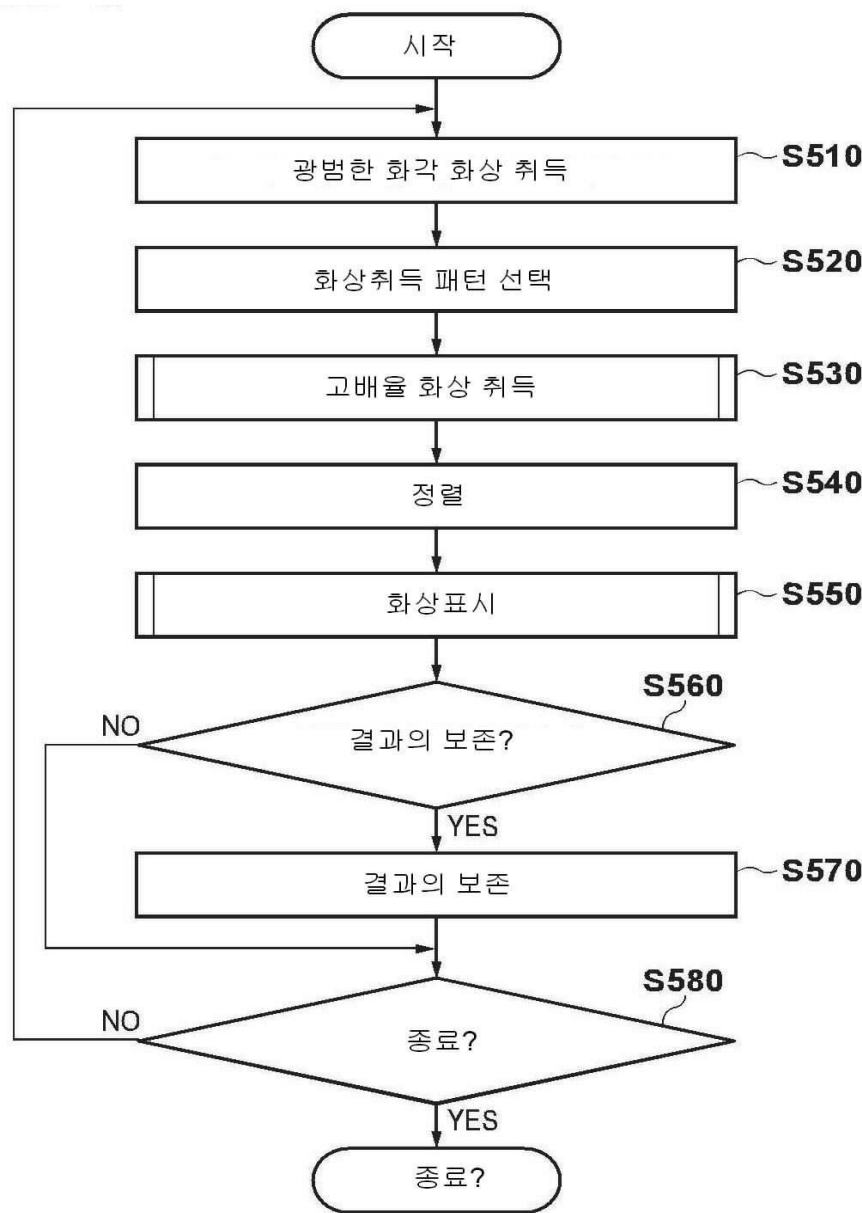 시작
광범한 화각 화상 취득
S510
화상취득 패턴 선택
S520
고배율 화상 취득
S530
정렬
S540
화상표시
S550
S560
결과의 보존?
NO
YES
결과의 보존
S570
S580
종료?
NO
YES
종료?